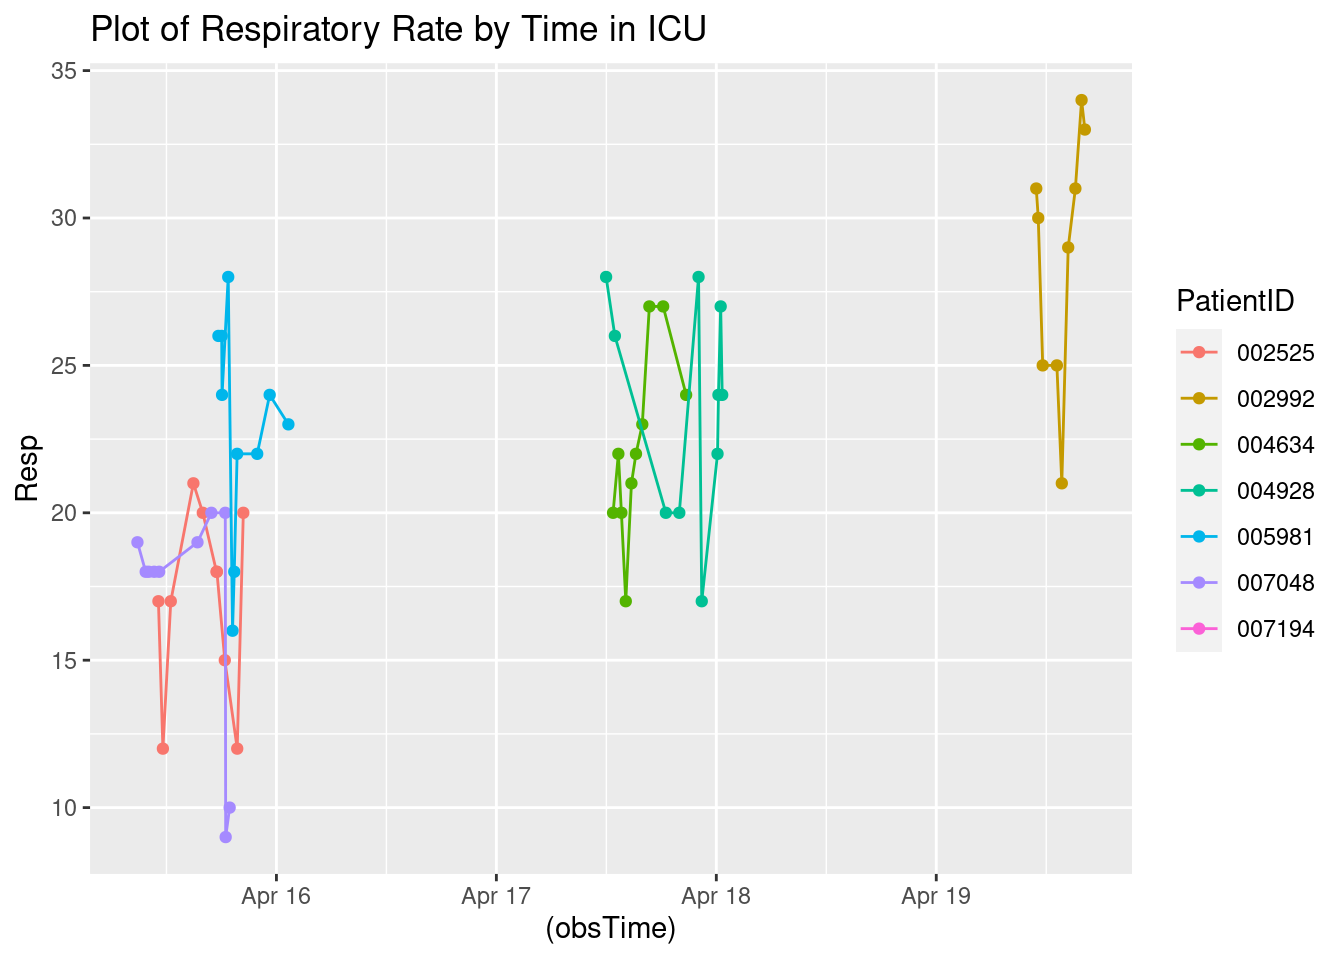 Plot of Respiratory Rate by Time in ICU
35
30
25
20
15
10
Resp
Apr 16
Apr 17
Apr 18
Apr 19
(obsTime)
PatientID
002525
002992
004634
004928
005981
007048
007194